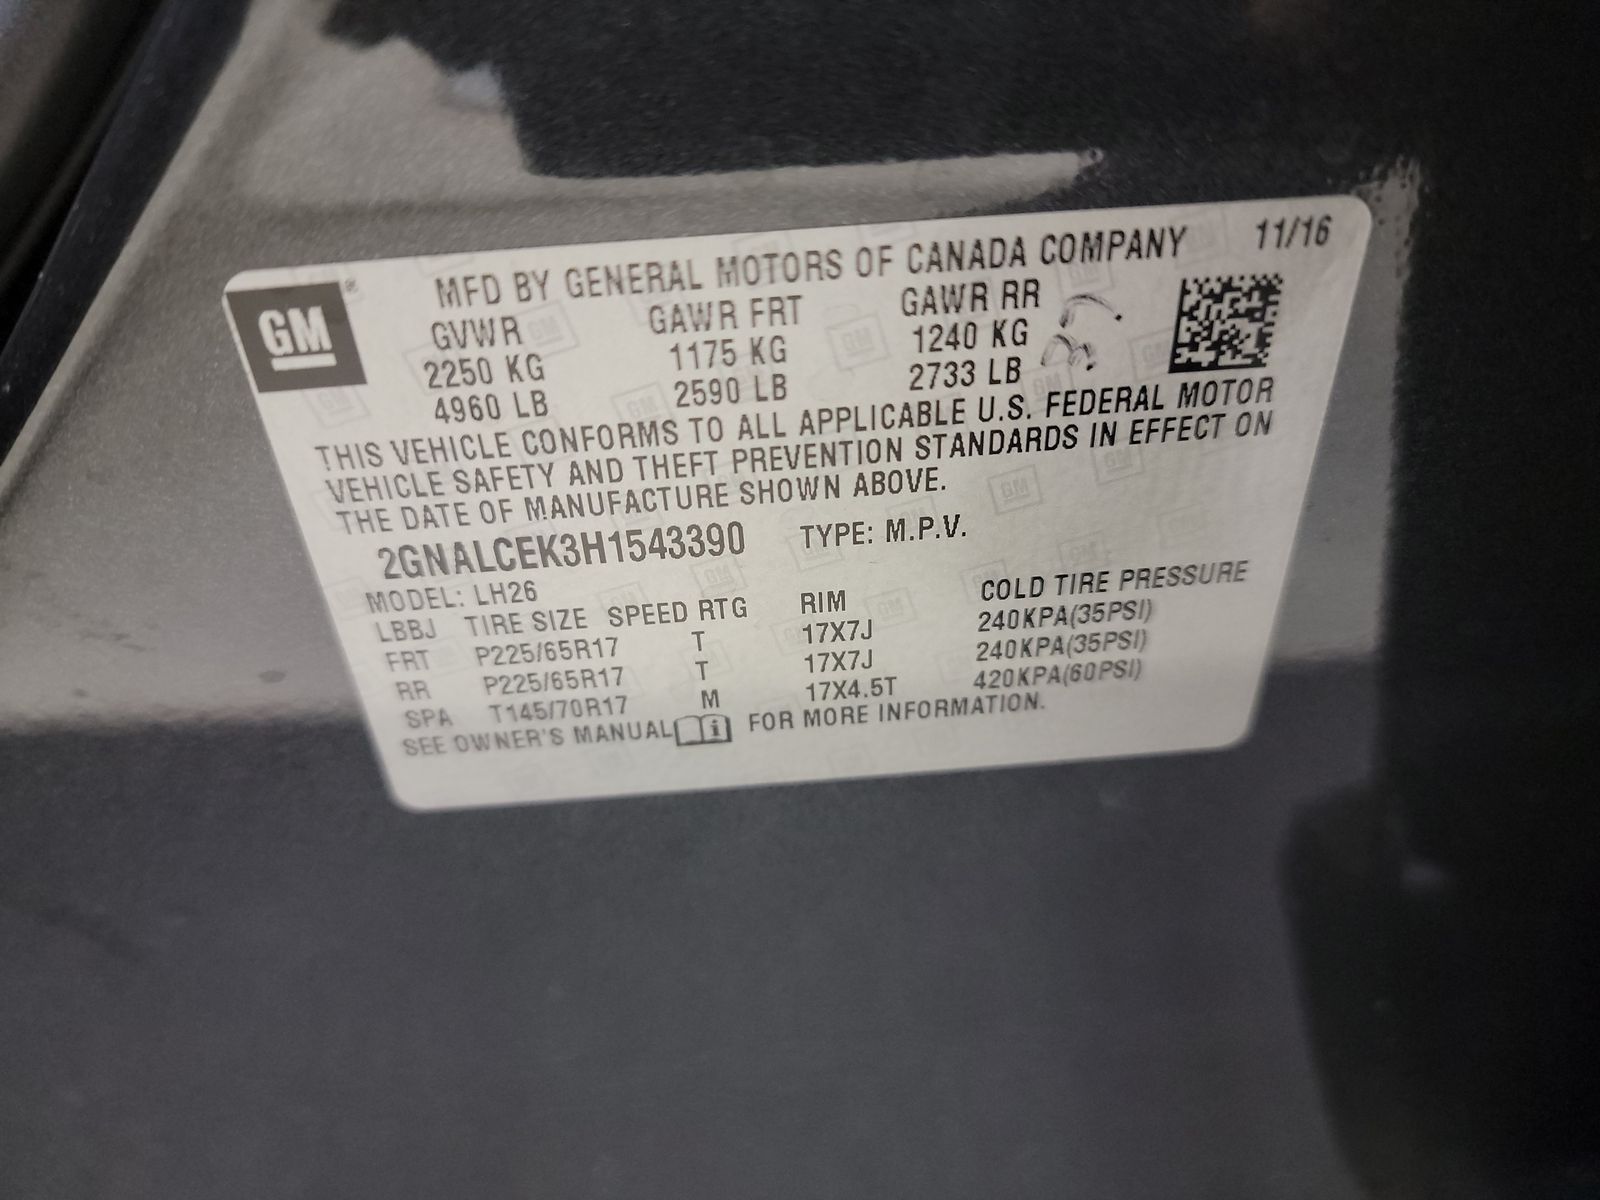 MFD BY GENERAL MOTORS OF CANADA COMPANY 11/16
GM ®
GVWR GAWR FRT GAWR RR
2250 KG 1175 KG 1240 KG
4960 LB 2590 LB 2733 LB
THIS VEHICLE CONFORMS TO ALL APPLICABLE U.S. FEDERAL MOTOR
VEHICLE SAFETY AND THEFT PREVENTION STANDARDS IN EFFECT ON
THE DATE OF MANUFACTURE SHOWN ABOVE.
2GNALCEK3H1543390 TYPE: M.P.V.
MODEL: LH26
LBBJ TIRE SIZE SPEED RTG RIM COLD TIRE PRESSURE
FRT P225/65R17 T 17X7J 240KPA(35PSI)
RR P225/65R17 T 17X7J 240KPA(35PSI)
SPA T145/70R17 M 17X4.5T 420KPA(60PSI)
SEE OWNER'S MANUAL FOR MORE INFORMATION.